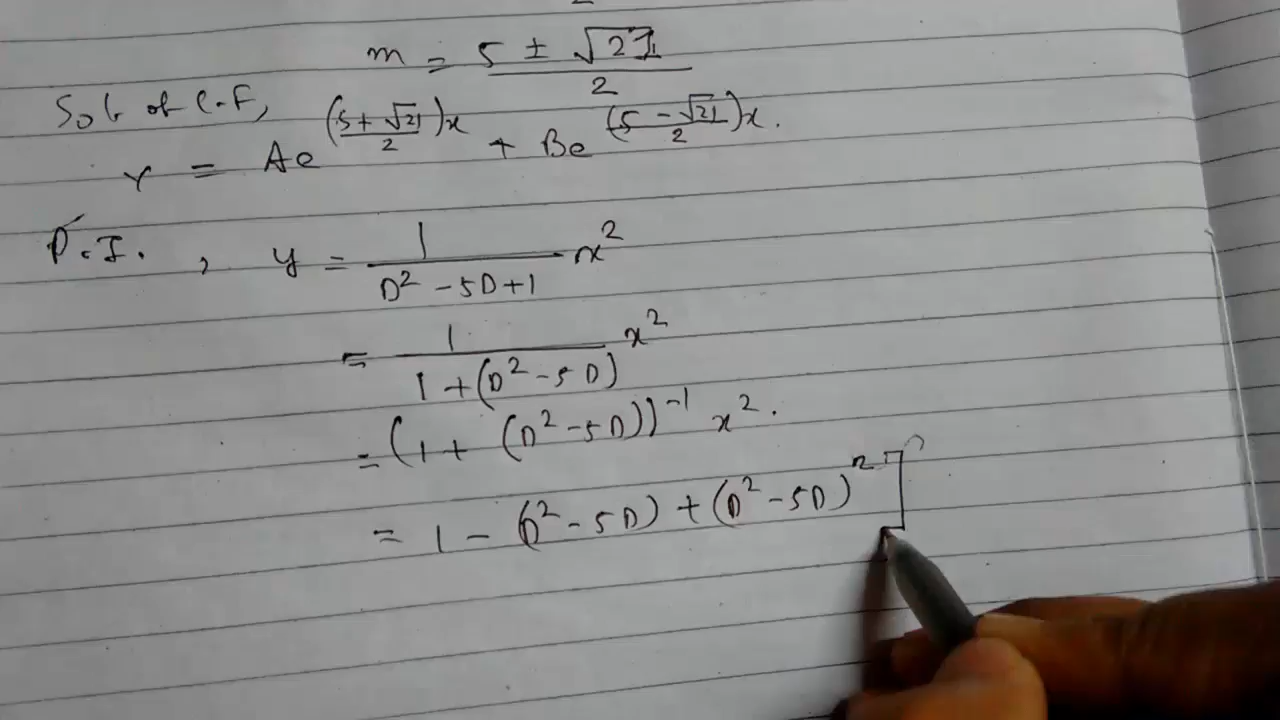 m = 5 ± √21 / 2
Sol of C.F,
Y = Ae^((5+√21)/2)x + Be^((5-√21)/2)x.
P.I. , y = 1/(D² - 5D + 1) x²
= 1/(1 + (D² - 5D)) x²
= (1 + (D² - 5D))⁻¹ x².
= 1 - (D² - 5D) + (D² - 5D)² ]